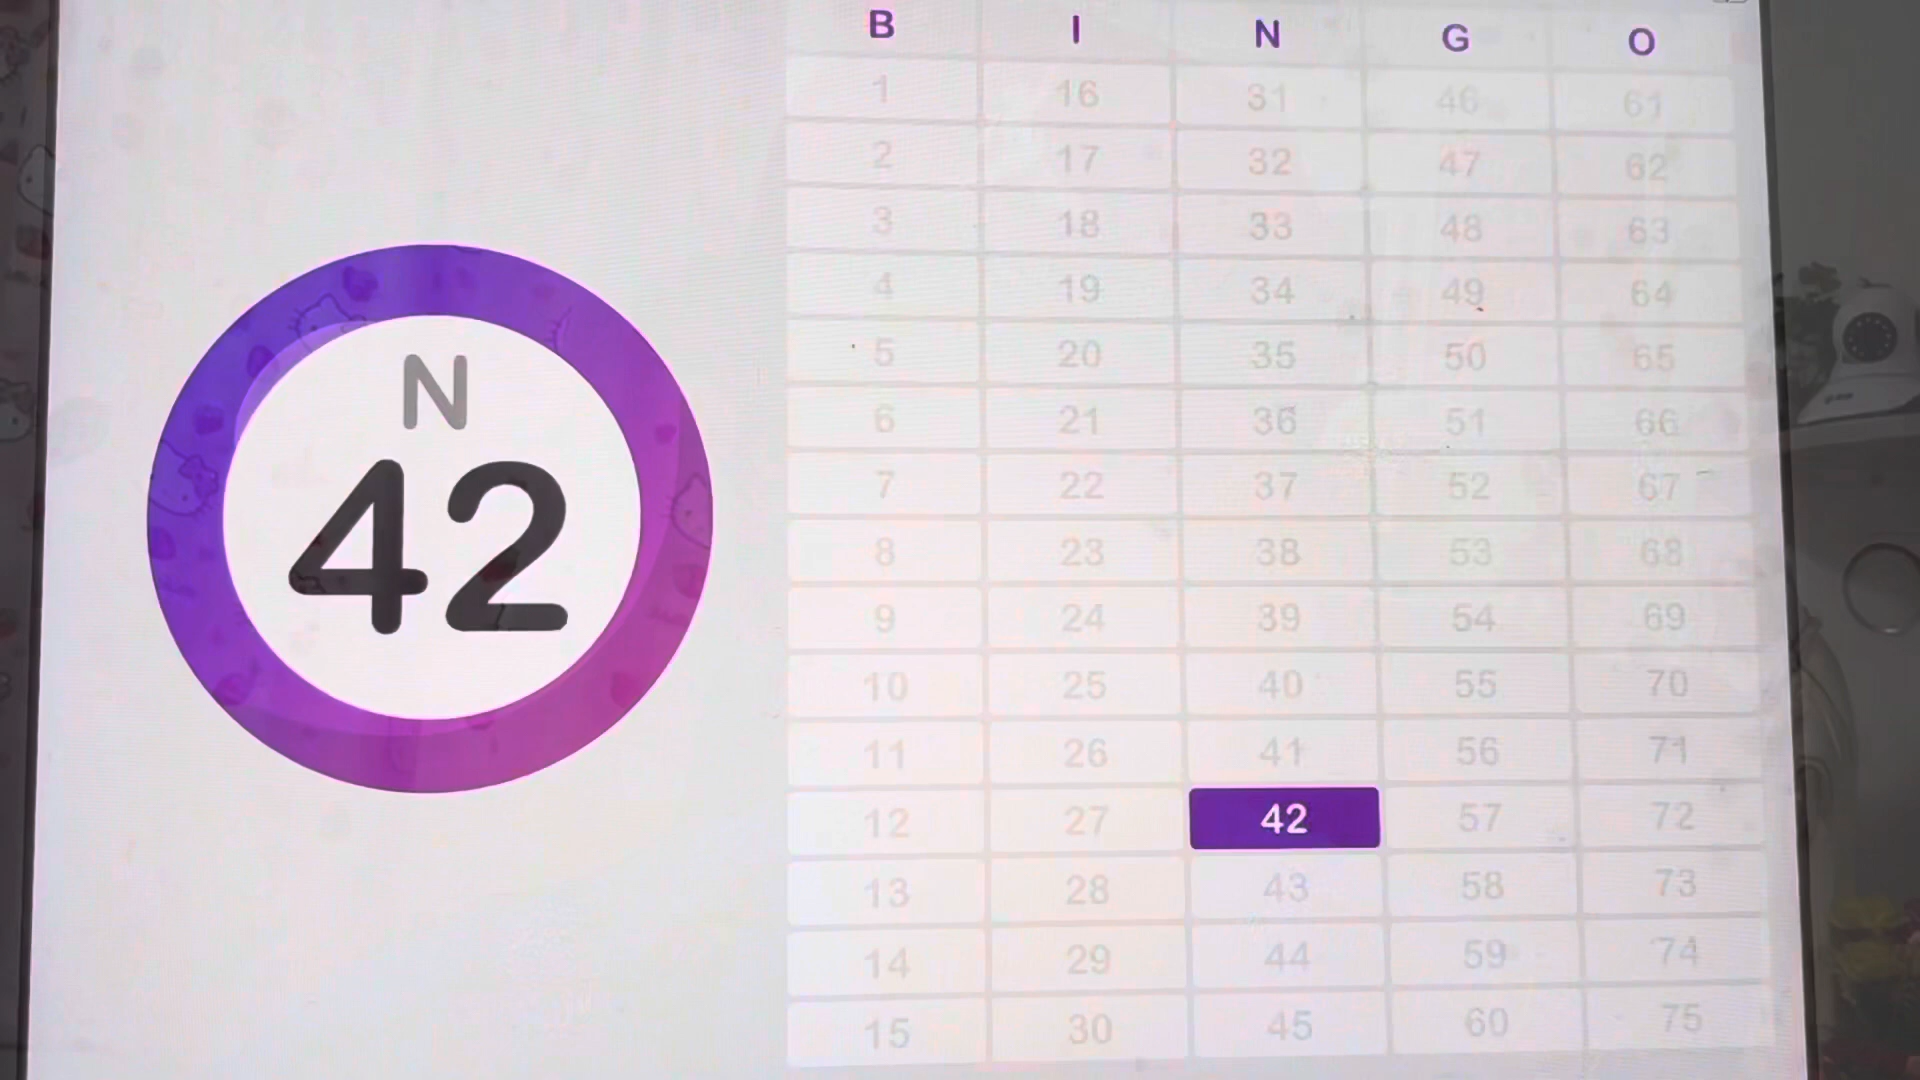 N
42
B I N G O
1 16 31 46 61
2 17 32 47 62
3 18 33 48 63
4 19 34 49 64
5 20 35 50 65
6 21 36 51 66
7 22 37 52 67
8 23 38 53 68
9 24 39 54 69
10 25 40 55 70
11 26 41 56 71
12 27 42 57 72
13 28 43 58 73
14 29 44 59 74
15 30 45 60 75